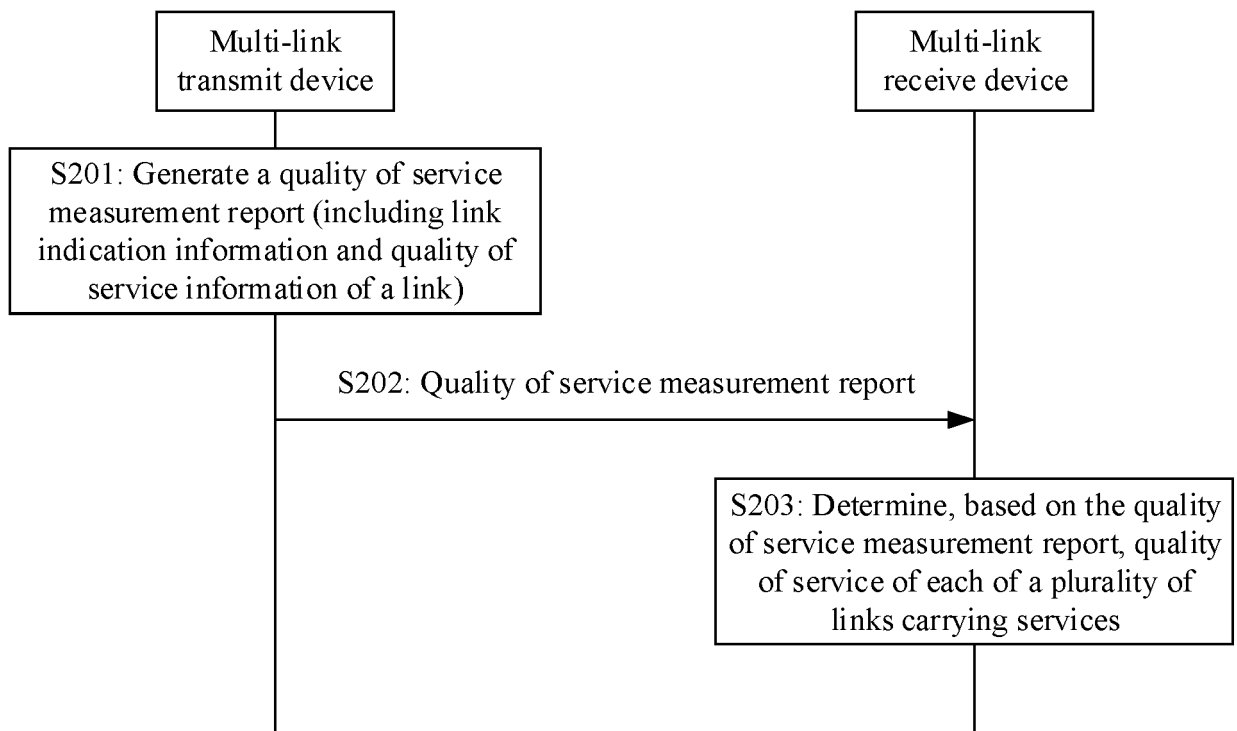 Multi-link
transmit device
Multi-link
receive device
S201: Generate a quality of service
measurement report (including link
indication information and quality of
service information of a link)
S202: Quality of service measurement report
S203: Determine, based on the quality
of service measurement report, quality
of service of each of a plurality of
links carrying services